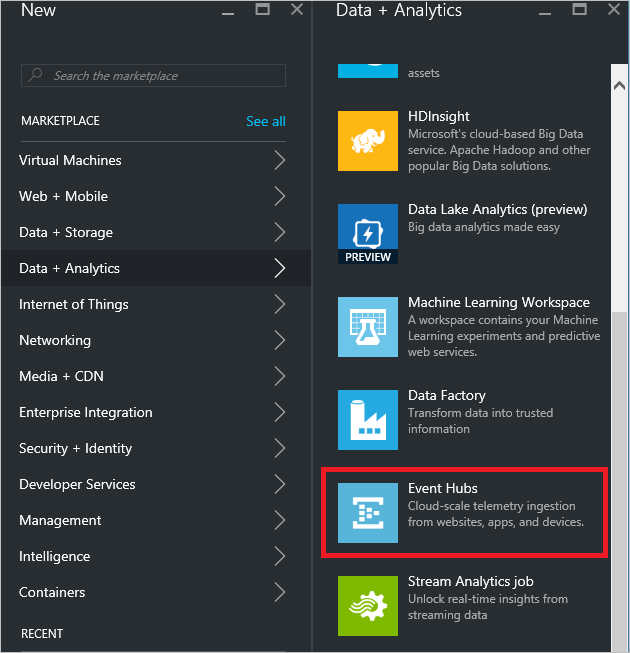 New
Search the marketplace
MARKETPLACE
See all
Virtual Machines
Web + Mobile
Data + Storage
Data + Analytics
Internet of Things
Networking
Media + CDN
Enterprise Integration
Security + Identity
Developer Services
Management
Intelligence
Containers
RECENT
Data + Analytics
assets
HDInsight
Microsoft's cloud-based Big Data
service. Apache Hadoop and other
popular Big Data solutions.
Data Lake Analytics (preview)
Big data analytics made easy
PREVIEW
Machine Learning Workspace
A workspace contains your Machine
Learning experiments and predictive
web services.
Data Factory
Transform data into trusted
information
Event Hubs
Cloud-scale telemetry ingestion
from websites, apps, and devices.
Stream Analytics job
Unlock real-time insights from
streaming data